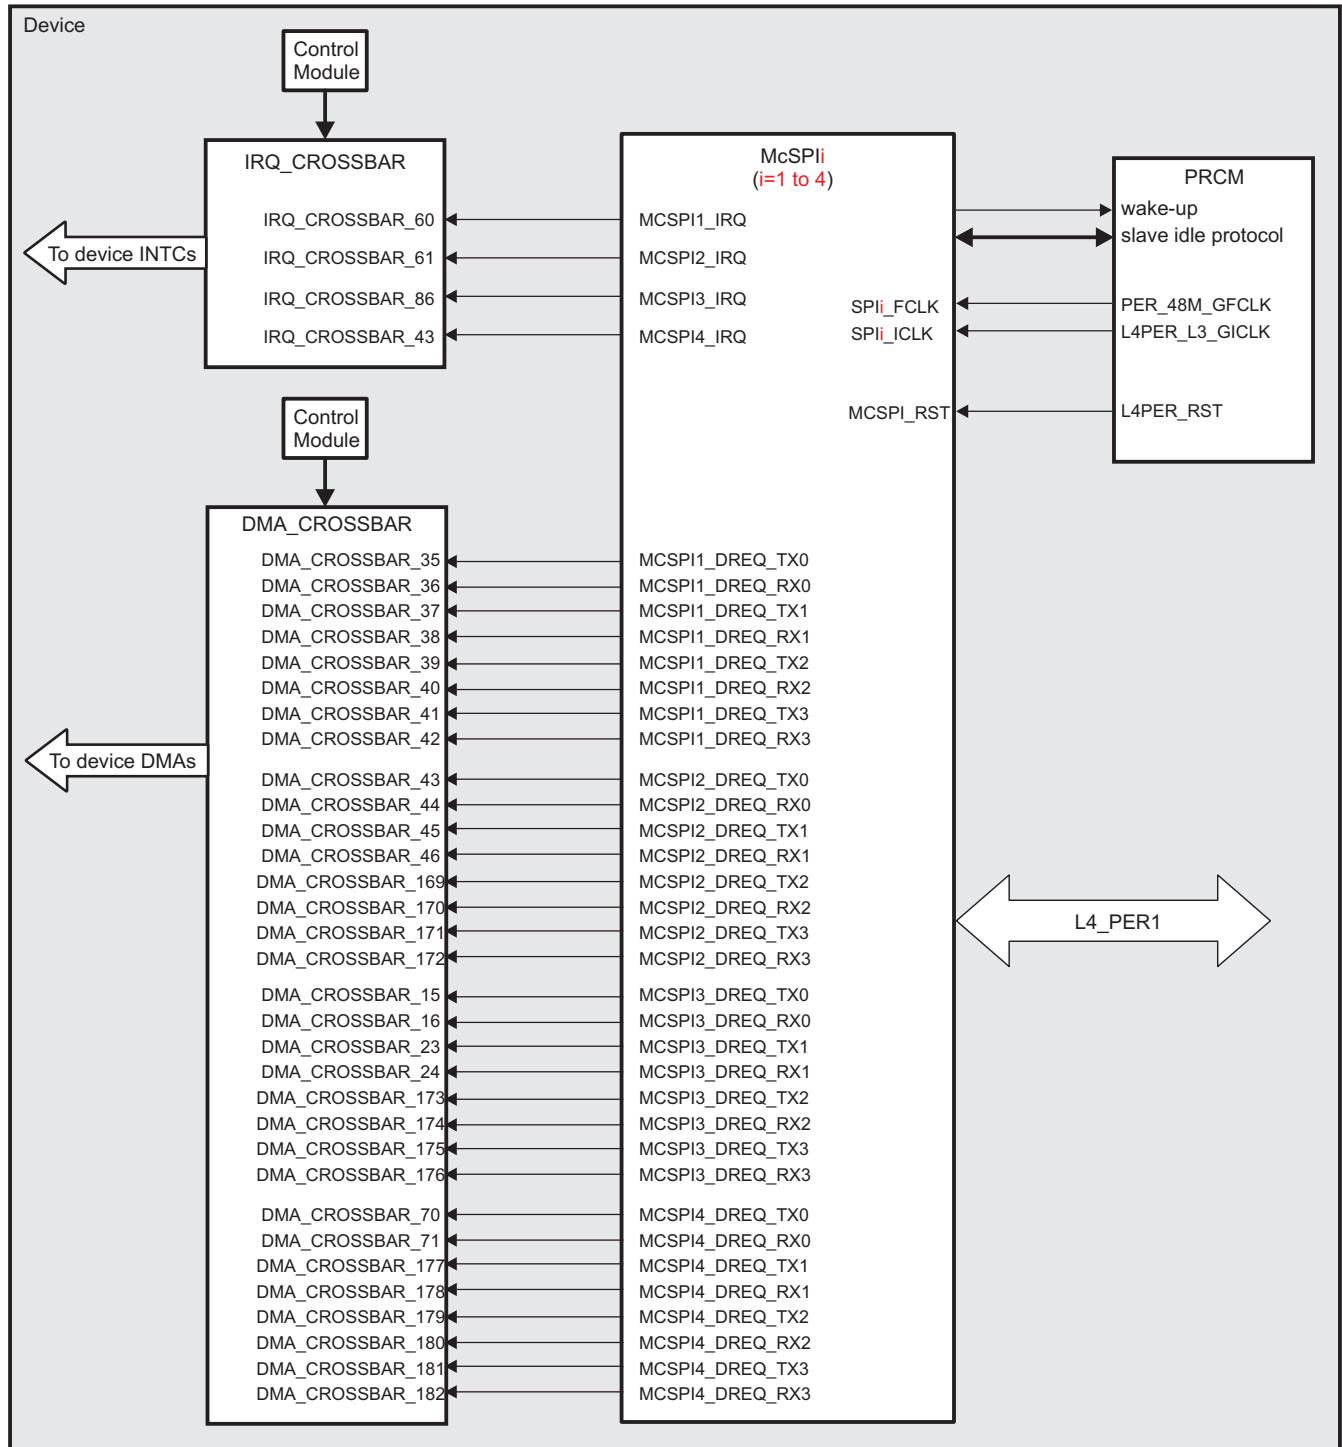 Device
Control
Module
IRQ_CROSSBAR
IRQ_CROSSBAR_60
IRQ_CROSSBAR_61
IRQ_CROSSBAR_86
IRQ_CROSSBAR_43
To device INTCs
McSPIi
(i=1 to 4)
MCSPI1_IRQ
MCSPI2_IRQ
MCSPI3_IRQ
MCSPI4_IRQ
SPIi_FCLK
SPIi_ICLK
MCSPI_RST
PRCM
wake-up
slave idle protocol
PER_48M_GFCLK
L4PER_L3_GICLK
L4PER_RST
Control
Module
DMA_CROSSBAR
DMA_CROSSBAR_35
DMA_CROSSBAR_36
DMA_CROSSBAR_37
DMA_CROSSBAR_38
DMA_CROSSBAR_39
DMA_CROSSBAR_40
DMA_CROSSBAR_41
DMA_CROSSBAR_42
DMA_CROSSBAR_43
DMA_CROSSBAR_44
DMA_CROSSBAR_45
DMA_CROSSBAR_46
DMA_CROSSBAR_169
DMA_CROSSBAR_170
DMA_CROSSBAR_171
DMA_CROSSBAR_172
DMA_CROSSBAR_15
DMA_CROSSBAR_16
DMA_CROSSBAR_23
DMA_CROSSBAR_24
DMA_CROSSBAR_173
DMA_CROSSBAR_174
DMA_CROSSBAR_175
DMA_CROSSBAR_176
DMA_CROSSBAR_70
DMA_CROSSBAR_71
DMA_CROSSBAR_177
DMA_CROSSBAR_178
DMA_CROSSBAR_179
DMA_CROSSBAR_180
DMA_CROSSBAR_181
DMA_CROSSBAR_182
To device DMAs
MCSPI1_DREQ_TX0
MCSPI1_DREQ_RX0
MCSPI1_DREQ_TX1
MCSPI1_DREQ_RX1
MCSPI1_DREQ_TX2
MCSPI1_DREQ_RX2
MCSPI1_DREQ_TX3
MCSPI1_DREQ_RX3
MCSPI2_DREQ_TX0
MCSPI2_DREQ_RX0
MCSPI2_DREQ_TX1
MCSPI2_DREQ_RX1
MCSPI2_DREQ_TX2
MCSPI2_DREQ_RX2
MCSPI2_DREQ_TX3
MCSPI2_DREQ_RX3
MCSPI3_DREQ_TX0
MCSPI3_DREQ_RX0
MCSPI3_DREQ_TX1
MCSPI3_DREQ_RX1
MCSPI3_DREQ_TX2
MCSPI3_DREQ_RX2
MCSPI3_DREQ_TX3
MCSPI3_DREQ_RX3
MCSPI4_DREQ_TX0
MCSPI4_DREQ_RX0
MCSPI4_DREQ_TX1
MCSPI4_DREQ_RX1
MCSPI4_DREQ_TX2
MCSPI4_DREQ_RX2
MCSPI4_DREQ_TX3
MCSPI4_DREQ_RX3
L4_PER1